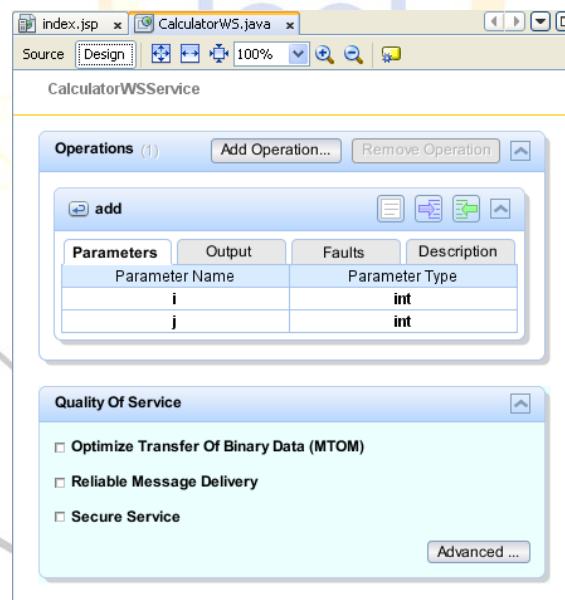 index.jsp x CalculatorWS.java x
Source Design 100%
CalculatorWSService
Operations (1) Add Operation... Remove Operation
add
Parameters Output Faults Description
Parameter Name Parameter Type
i int
j int
Quality Of Service
Optimize Transfer Of Binary Data (MTOM)
Reliable Message Delivery
Secure Service
Advanced ...